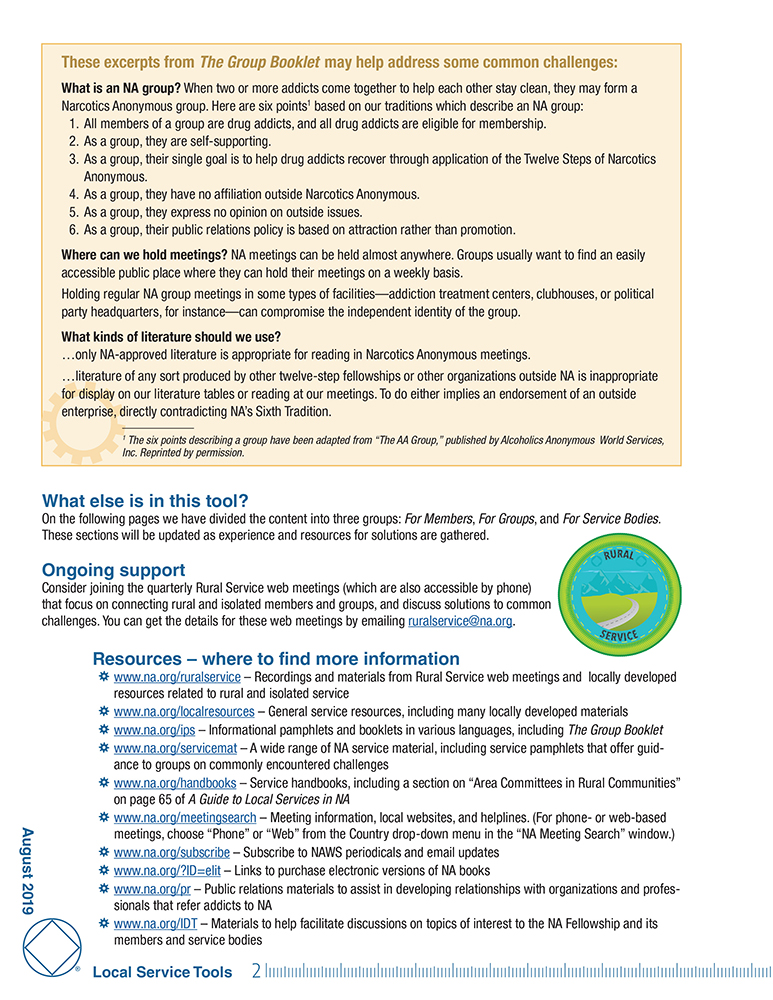 These excerpts from The Group Booklet may help address some common challenges:
What is an NA group? When two or more addicts come together to help each other stay clean, they may form a
Narcotics Anonymous group. Here are six points¹ based on our traditions which describe an NA group:
1. All members of a group are drug addicts, and all drug addicts are eligible for membership.
2. As a group, they are self-supporting.
3. As a group, their single goal is to help drug addicts recover through application of the Twelve Steps of Narcotics
Anonymous.
4. As a group, they have no affiliation outside Narcotics Anonymous.
5. As a group, they express no opinion on outside issues.
6. As a group, their public relations policy is based on attraction rather than promotion.
Where can we hold meetings? NA meetings can be held almost anywhere. Groups usually want to find an easily
accessible public place where they can hold their meetings on a weekly basis.
Holding regular NA group meetings in some types of facilities—addiction treatment centers, clubhouses, or political
party headquarters, for instance—can compromise the independent identity of the group.
What kinds of literature should we use?
…only NA-approved literature is appropriate for reading in Narcotics Anonymous meetings.
…literature of any sort produced by other twelve-step fellowships or other organizations outside NA is inappropriate
for display on our literature tables or reading at our meetings. To do either implies an endorsement of an outside
enterprise, directly contradicting NA's Sixth Tradition.
¹ The six points describing a group have been adapted from "The AA Group," published by Alcoholics Anonymous World Services,
Inc. Reprinted by permission.
What else is in this tool?
On the following pages we have divided the content into three groups: For Members, For Groups, and For Service Bodies.
These sections will be updated as experience and resources for solutions are gathered.
Ongoing support
Consider joining the quarterly Rural Service web meetings (which are also accessible by phone)
that focus on connecting rural and isolated members and groups, and discuss solutions to common
challenges. You can get the details for these web meetings by emailing ruralservice@na.org.
RURAL
SERVICE
Resources – where to find more information
www.na.org/ruralservice – Recordings and materials from Rural Service web meetings and locally developed
resources related to rural and isolated service
www.na.org/localresources – General service resources, including many locally developed materials
www.na.org/ips – Informational pamphlets and booklets in various languages, including The Group Booklet
www.na.org/servicemat – A wide range of NA service material, including service pamphlets that offer guid-
ance to groups on commonly encountered challenges
www.na.org/handbooks – Service handbooks, including a section on "Area Committees in Rural Communities"
on page 65 of A Guide to Local Services in NA
www.na.org/meetingsearch – Meeting information, local websites, and helplines. (For phone- or web-based
meetings, choose "Phone" or "Web" from the Country drop-down menu in the "NA Meeting Search" window.)
www.na.org/subscribe – Subscribe to NAWS periodicals and email updates
www.na.org/?ID=elit – Links to purchase electronic versions of NA books
www.na.org/pr – Public relations materials to assist in developing relationships with organizations and profes-
sionals that refer addicts to NA
www.na.org/IDT – Materials to help facilitate discussions on topics of interest to the NA Fellowship and its
members and service bodies
August 2019
®
Local Service Tools 2